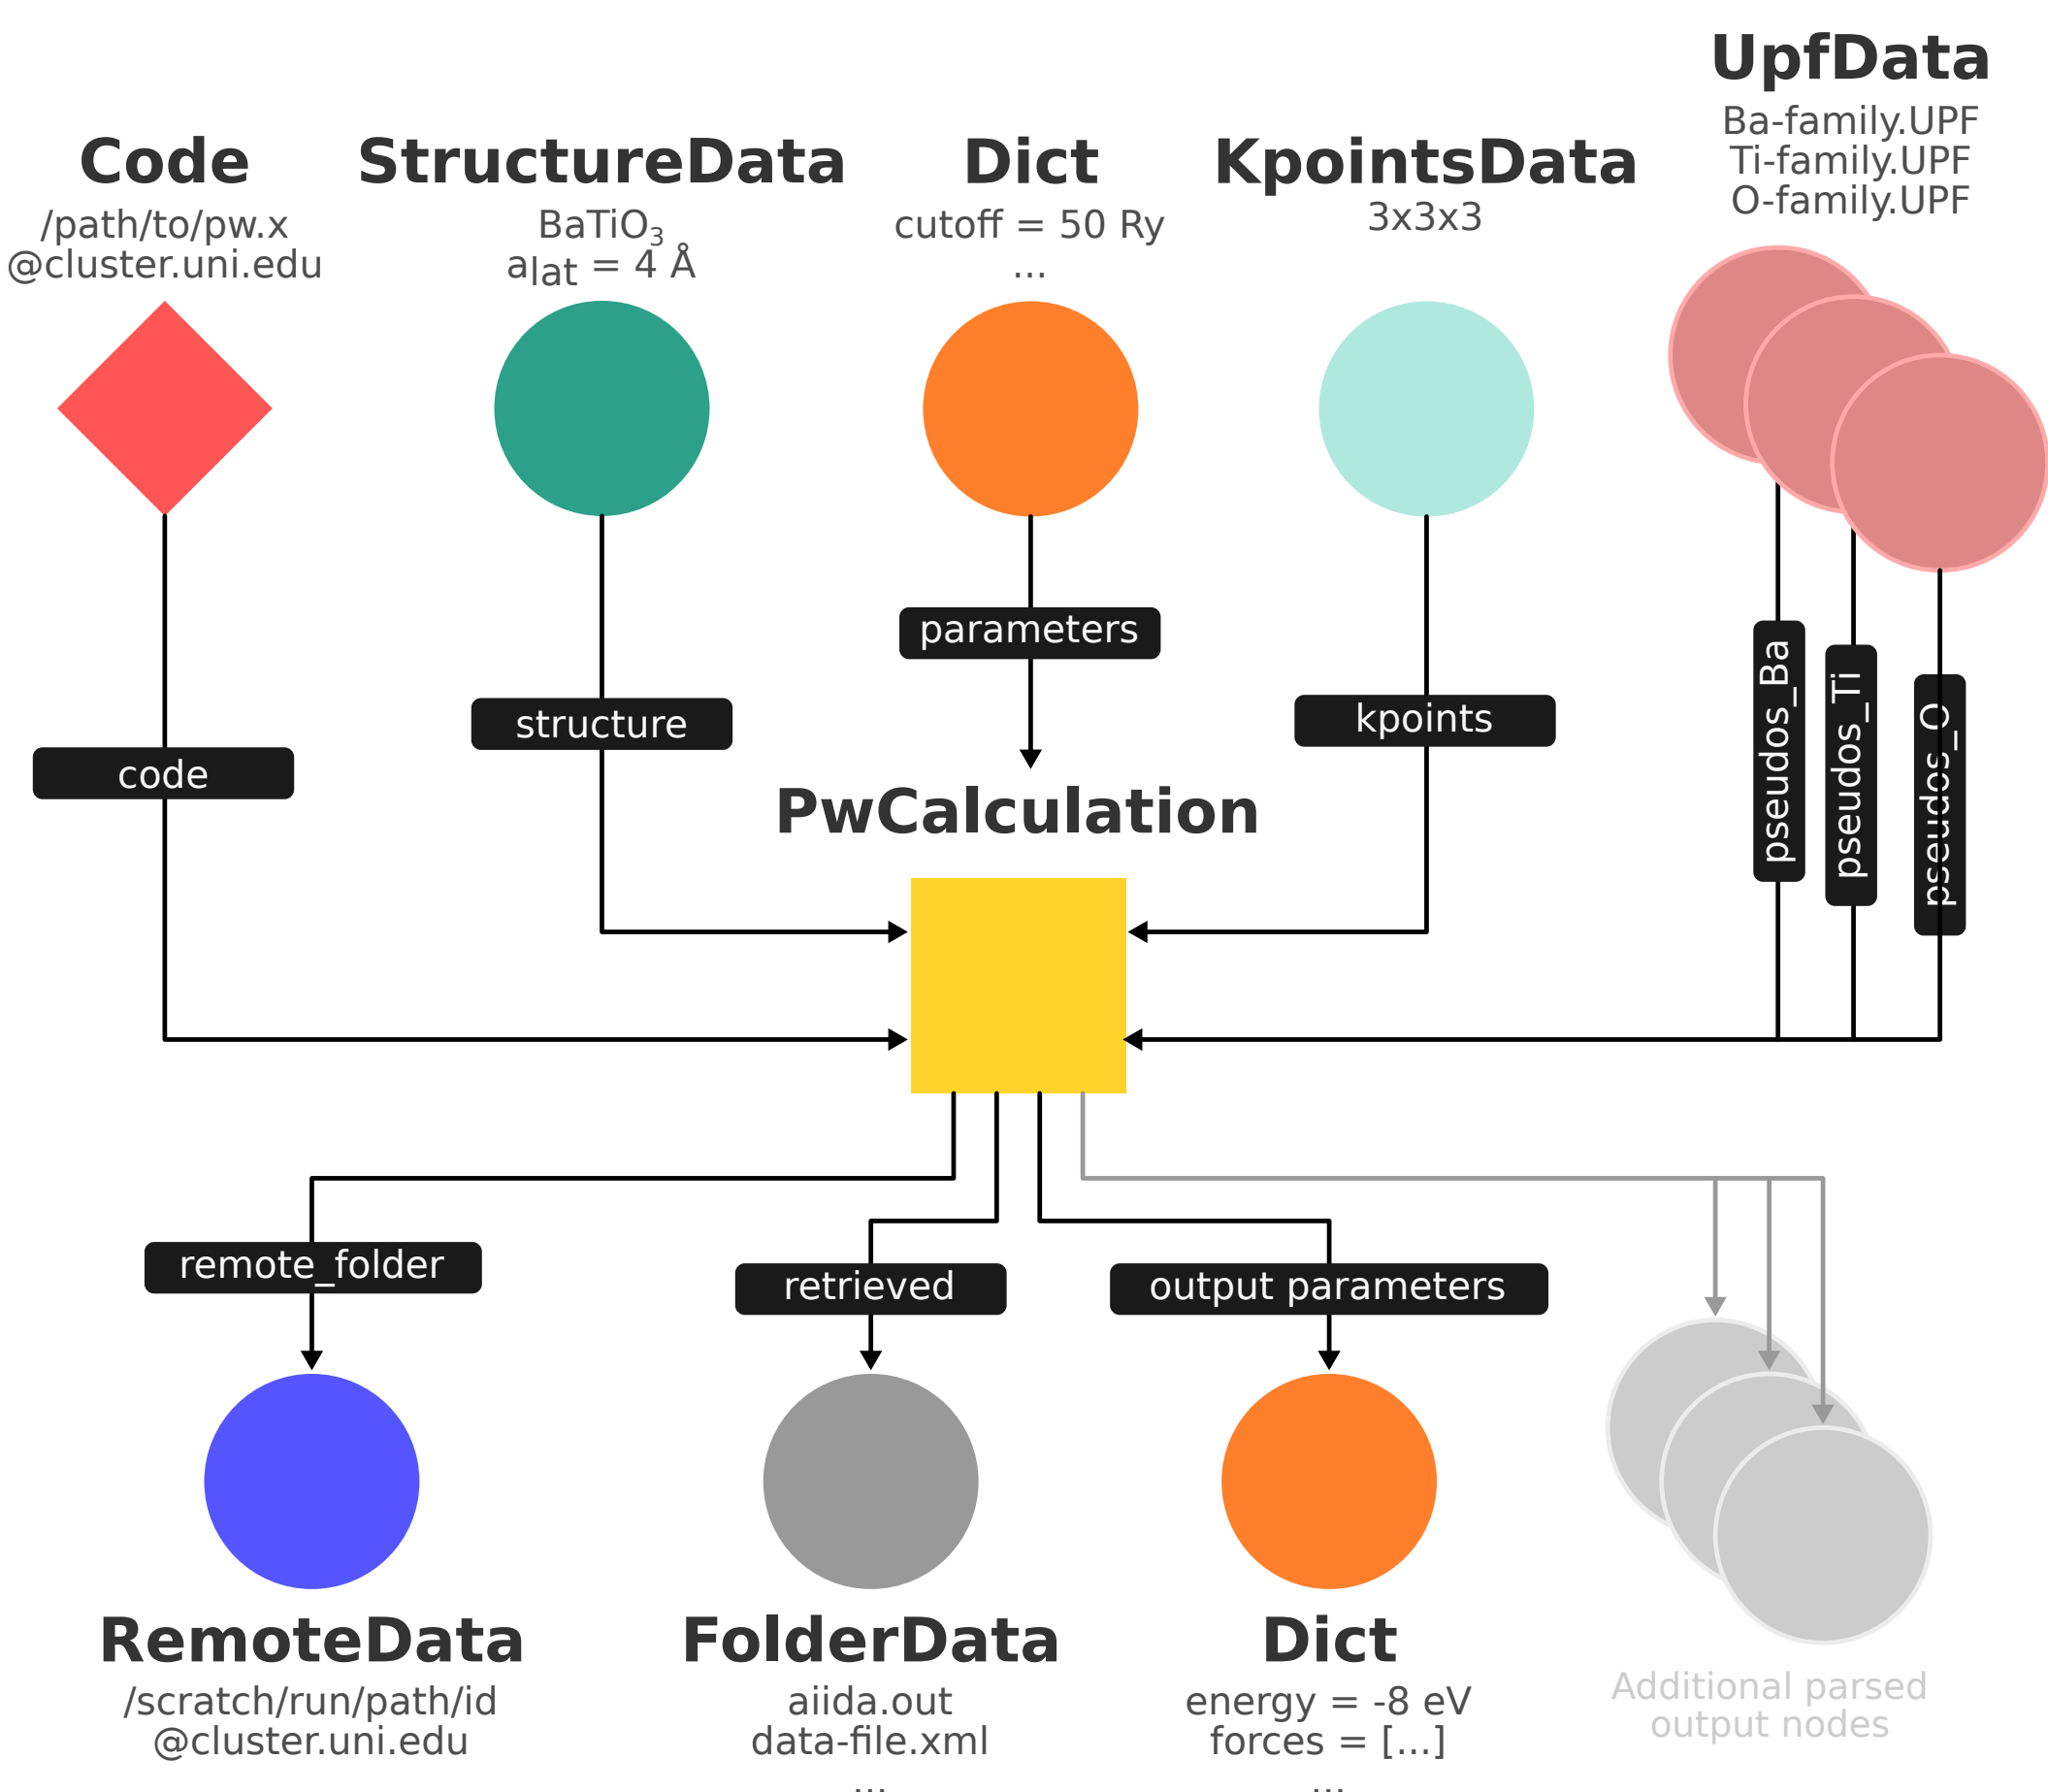 UpfData
Ba-family.UPF
Ti-family.UPF
O-family.UPF
Code
/path/to/pw.x
@cluster.uni.edu
StructureData
BaTiO₃
alat = 4 Å
Dict
cutoff = 50 Ry
...
KpointsData
3x3x3
parameters
structure
kpoints
code
pseudos_Ba
pseudos_Ti
pseudos_O
PwCalculation
remote_folder
retrieved
output parameters
RemoteData
/scratch/run/path/id
@cluster.uni.edu
FolderData
aiida.out
data-file.xml
...
Dict
energy = -8 eV
forces = [...]
...
Additional parsed
output nodes